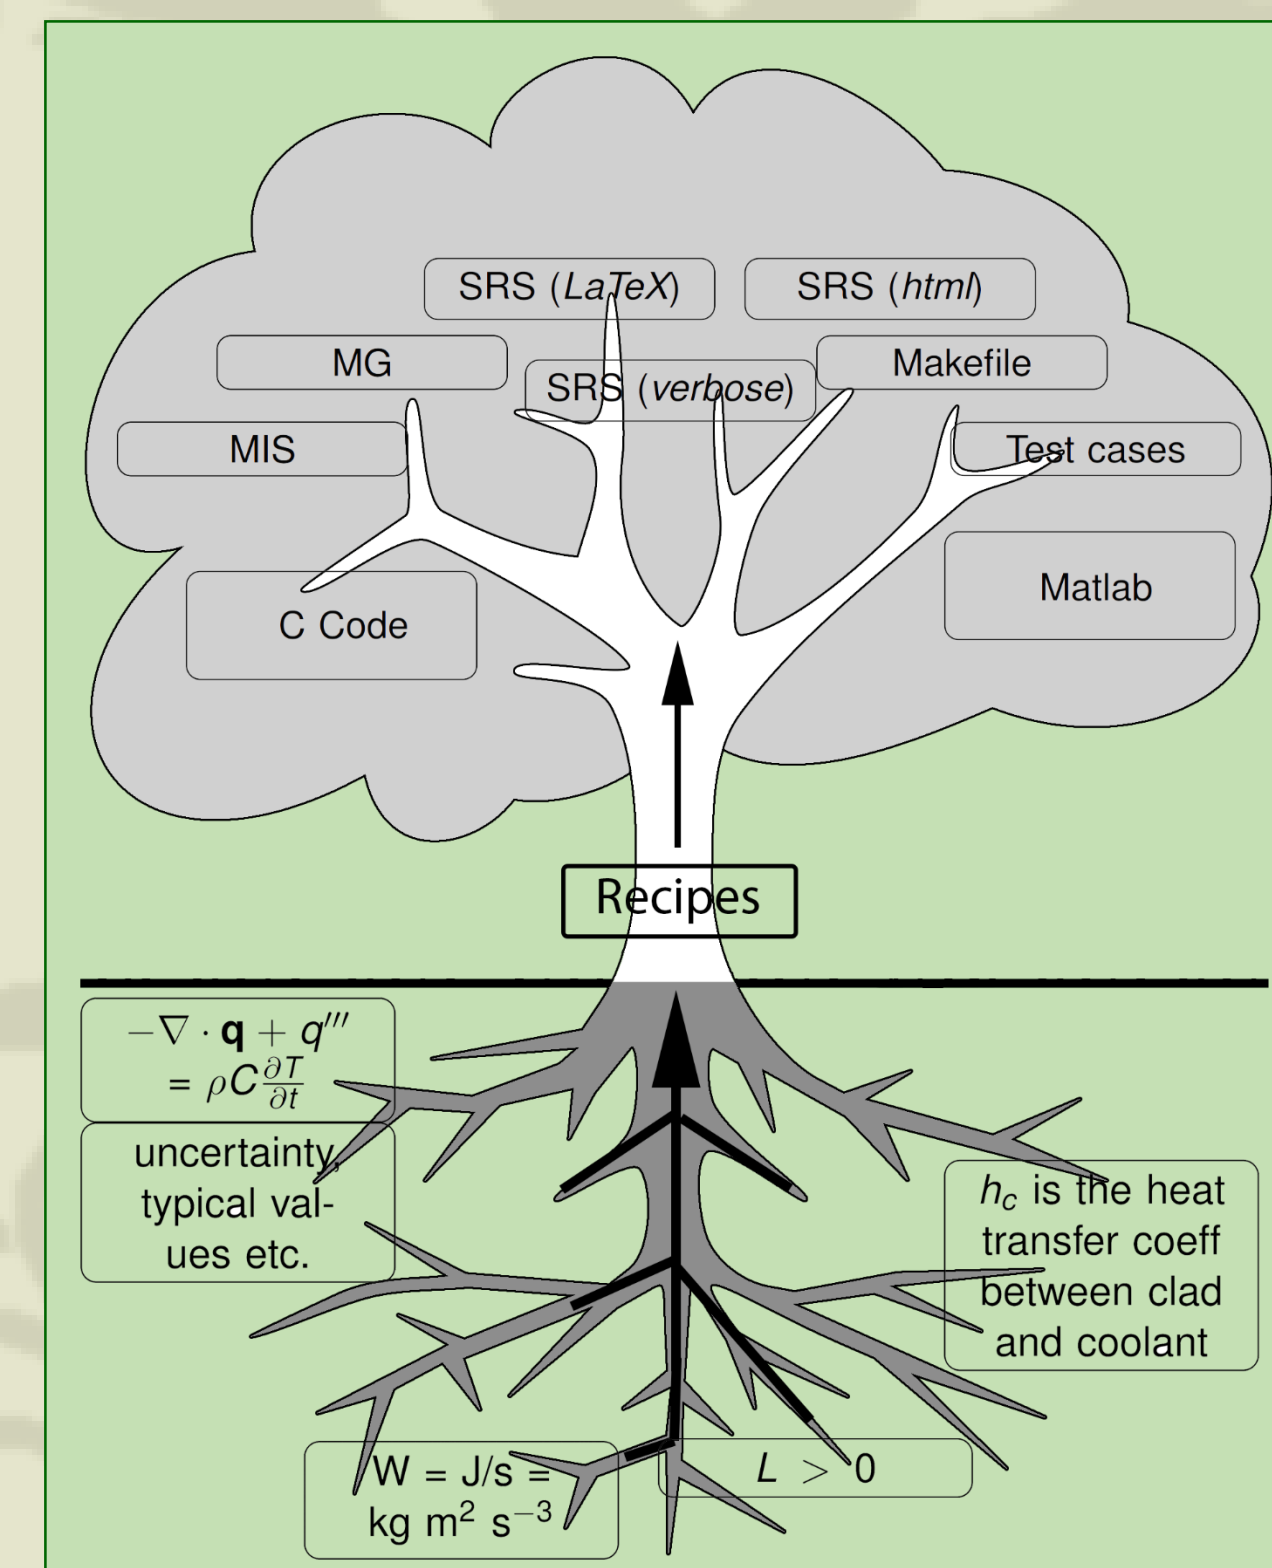 SRS (LaTeX)
SRS (html)
MG
SRS (verbose)
Makefile
MIS
Test cases
C Code
Matlab
Recipes
−∇ · q + q′′′
= ρC ∂T/∂t
uncertainty,
typical val-
ues etc.
h_c is the heat
transfer coeff
between clad
and coolant
W = J/s =
kg m² s⁻³
L > 0